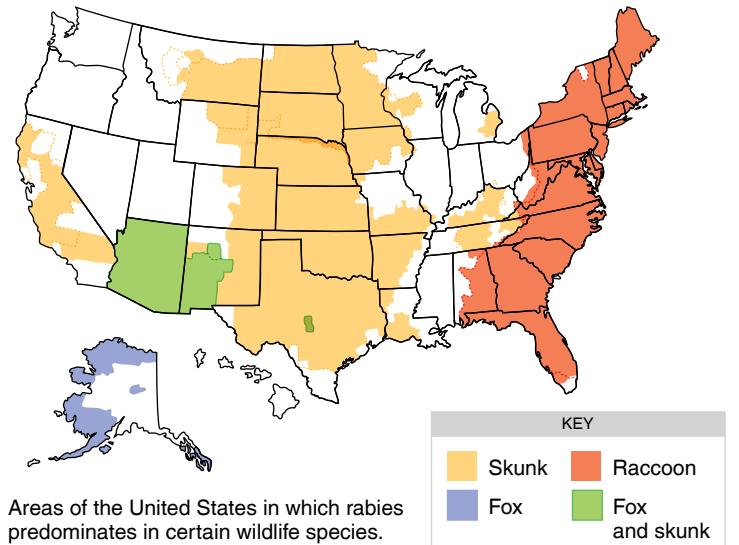 KEY
Skunk
Raccoon
Fox
Fox
and skunk
Areas of the United States in which rabies
predominates in certain wildlife species.